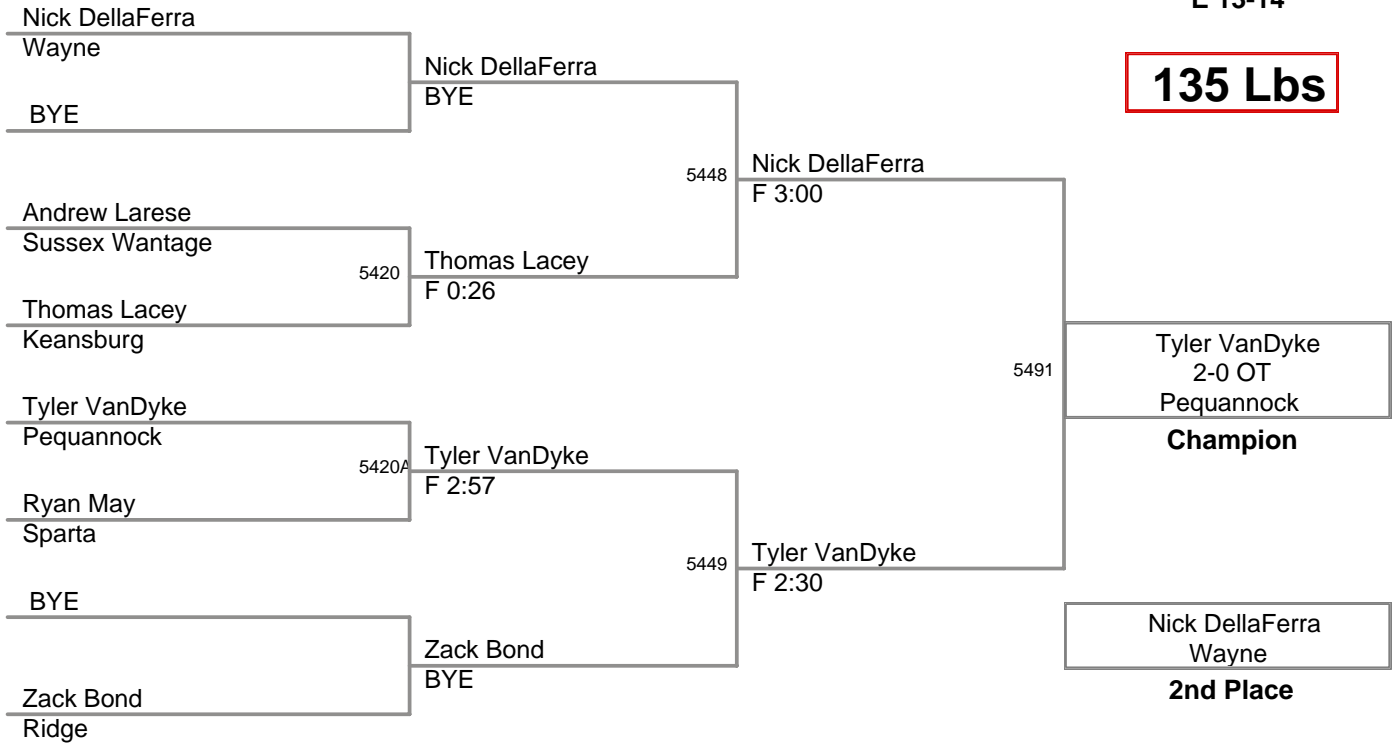 E 13-14
135 Lbs
Nick DellaFerra
Wayne
BYE
Andrew Larese
Sussex Wantage
5420
Thomas Lacey
Keansburg
Tyler VanDyke
Pequannock
5420A
Ryan May
Sparta
BYE
Zack Bond
Ridge
Nick DellaFerra
BYE
5448
Thomas Lacey
F 0:26
Tyler VanDyke
F 2:57
5449
Zack Bond
BYE
Nick DellaFerra
F 3:00
5491
Tyler VanDyke
F 2:30
Tyler VanDyke
2-0 OT
Pequannock
Champion
Nick DellaFerra
Wayne
2nd Place